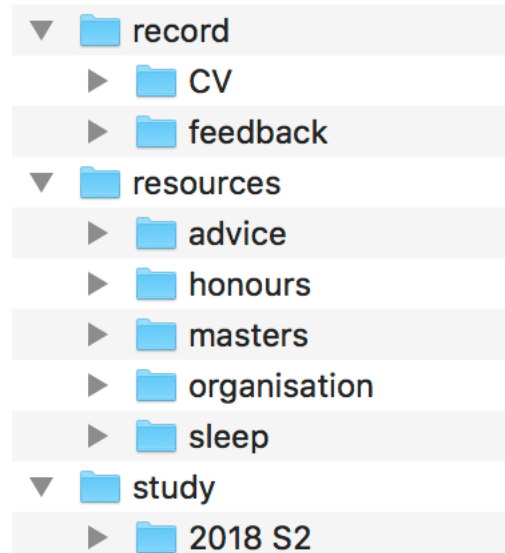 record
CV
feedback
resources
advice
honours
masters
organisation
sleep
study
2018 S2